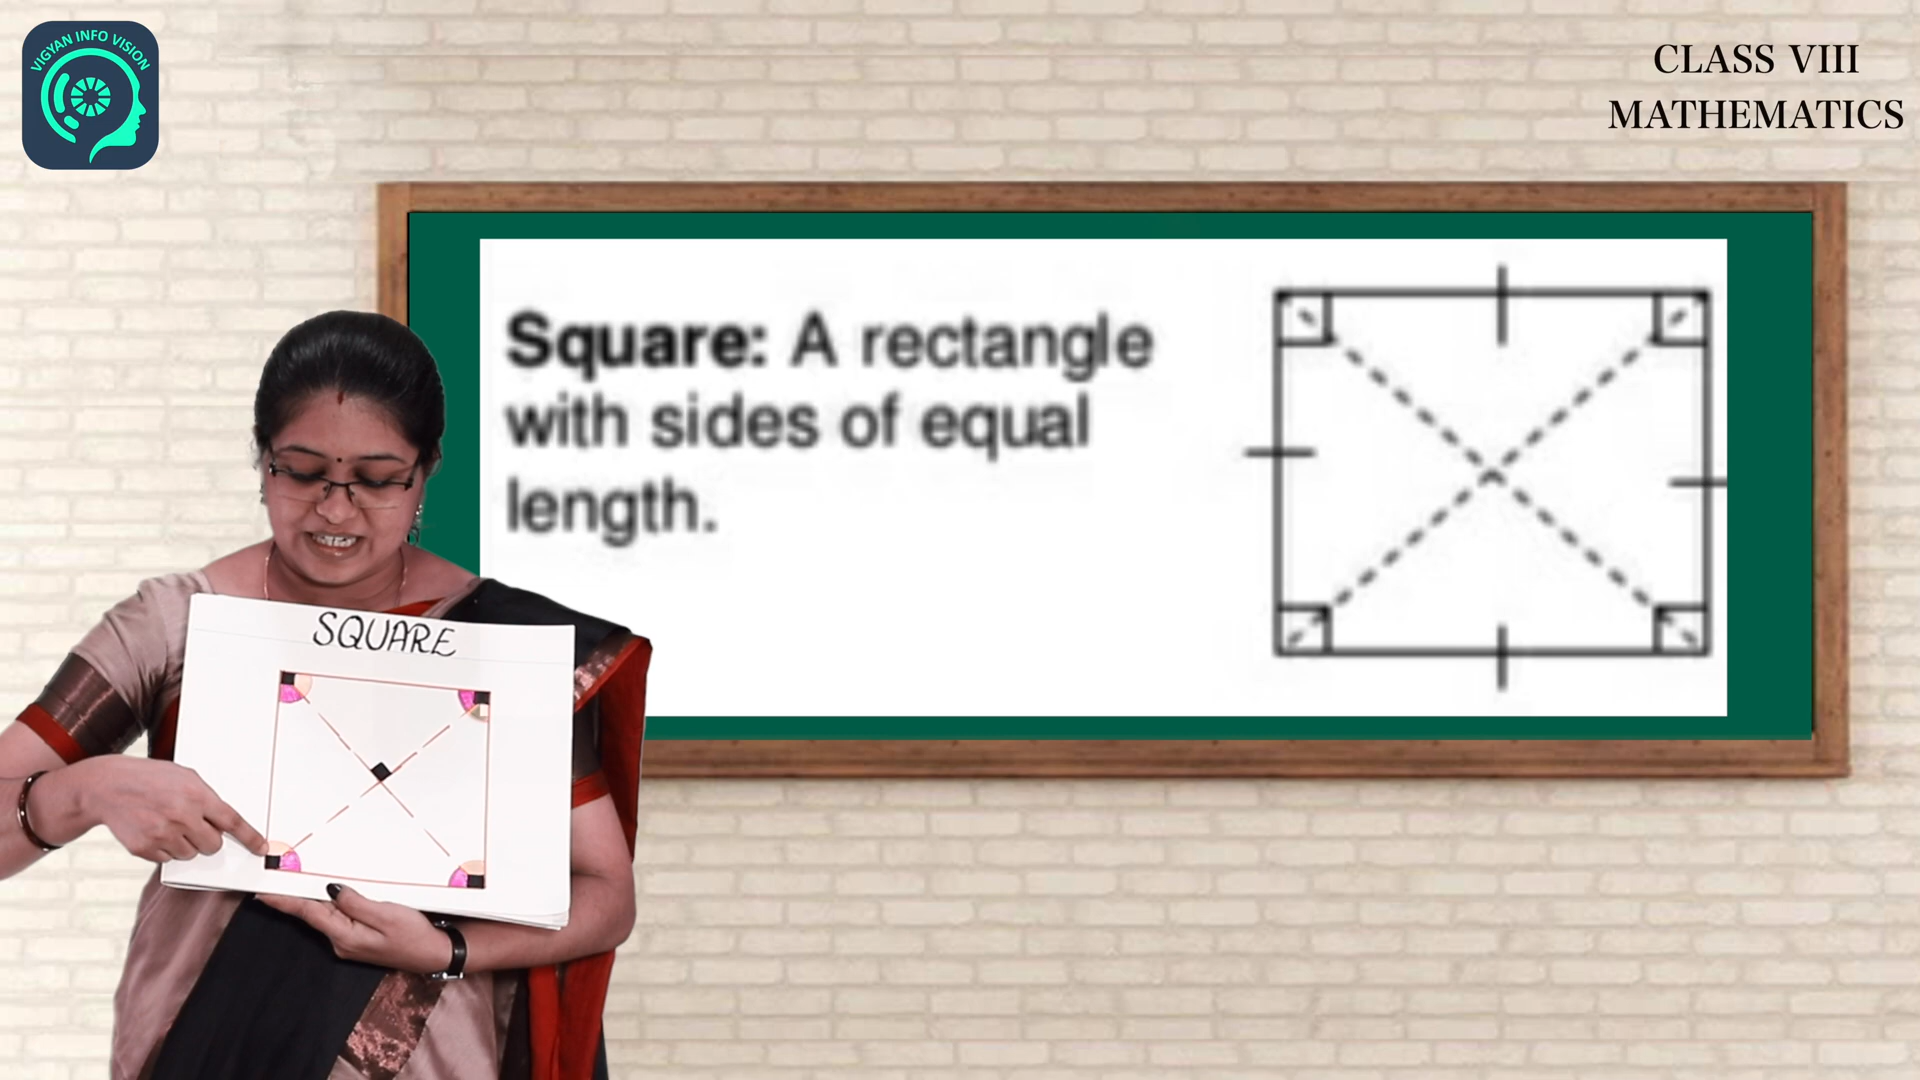 VIGYAN INFO VISION
CLASS VIII
MATHEMATICS
Square: A rectangle
with sides of equal
length.
SQUARE